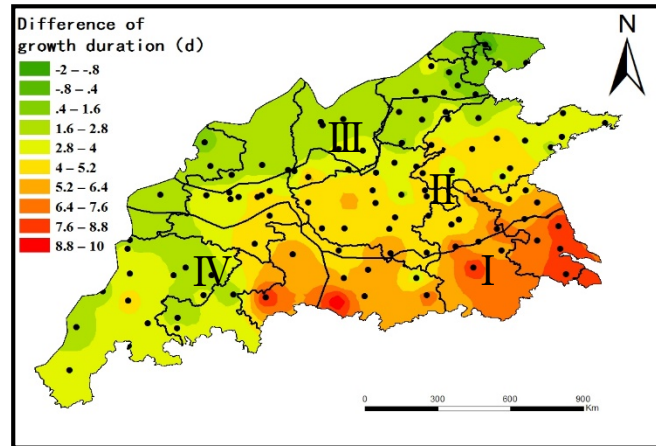 Difference of
growth duration (d)
-2 – -.8
-.8 – .4
.4 – 1.6
1.6 – 2.8
2.8 – 4
4 – 5.2
5.2 – 6.4
6.4 – 7.6
7.6 – 8.8
8.8 – 10
N
III
II
I
IV
0 300 600 900
Km